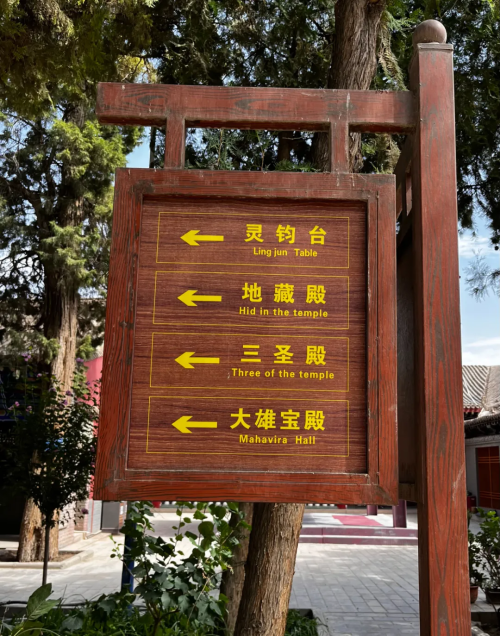 灵钧台
Ling jun Table
地藏殿
Hid in the temple
三圣殿
Three of the temple
大雄宝殿
Mahavira Hall